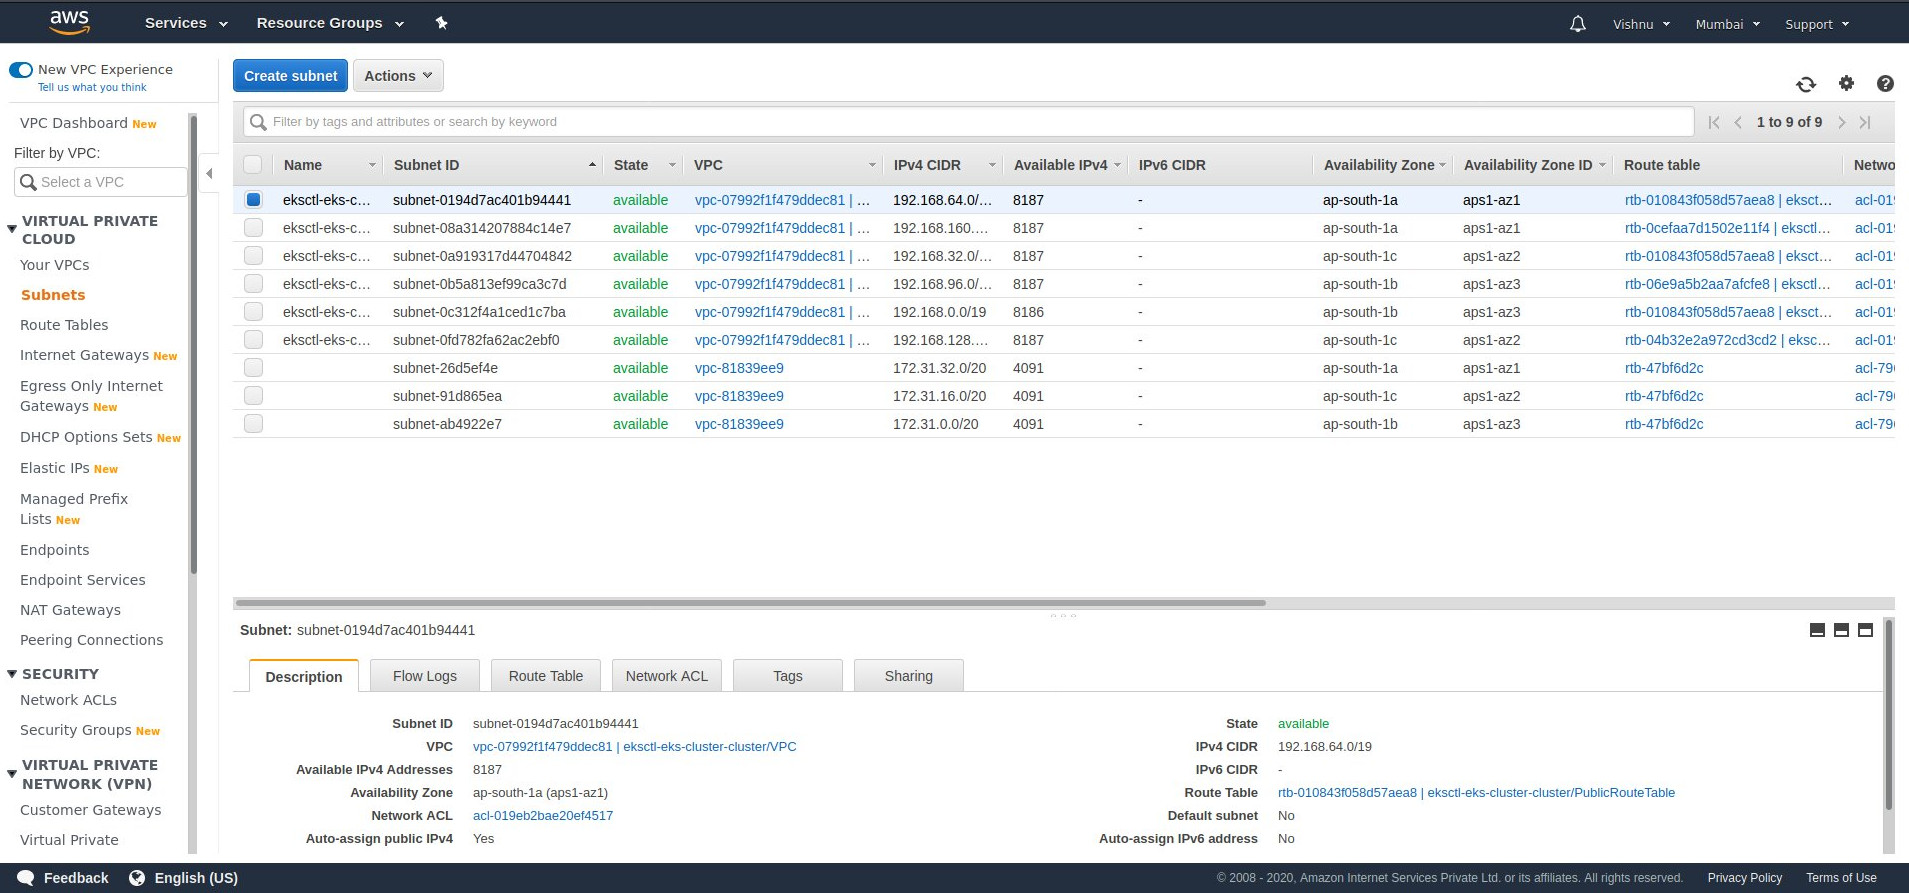 aws Services Resource Groups Vishnu Mumbai Support
New VPC Experience
Tell us what you think
Create subnet Actions
VPC Dashboard New
Filter by VPC:
Select a VPC
VIRTUAL PRIVATE
CLOUD
Your VPCs
Subnets
Route Tables
Internet Gateways New
Egress Only Internet
Gateways New
DHCP Options Sets New
Elastic IPs New
Managed Prefix
Lists New
Endpoints
Endpoint Services
NAT Gateways
Peering Connections
SECURITY
Network ACLs
Security Groups New
VIRTUAL PRIVATE
NETWORK (VPN)
Customer Gateways
Virtual Private
Filter by tags and attributes or search by keyword 1 to 9 of 9
Name Subnet ID State VPC IPv4 CIDR Available IPv4 IPv6 CIDR Availability Zone Availability Zone ID Route table Netwo
eksctl-eks-c... subnet-0194d7ac401b94441 available vpc-07992f1f479ddec81 | ... 192.168.64.0/... 8187 - ap-south-1a aps1-az1 rtb-010843f058d57aea8 | eksct... acl-019
eksctl-eks-c... subnet-08a314207884c14e7 available vpc-07992f1f479ddec81 | ... 192.168.160.... 8187 - ap-south-1a aps1-az1 rtb-0cefaa7d1502e11f4 | eksctl... acl-019
eksctl-eks-c... subnet-0a919317d44704842 available vpc-07992f1f479ddec81 | ... 192.168.32.0/... 8187 - ap-south-1c aps1-az2 rtb-010843f058d57aea8 | eksct... acl-019
eksctl-eks-c... subnet-0b5a813ef99ca3c7d available vpc-07992f1f479ddec81 | ... 192.168.96.0/... 8187 - ap-south-1b aps1-az3 rtb-06e9a5b2aa7afcfe8 | eksctl... acl-019
eksctl-eks-c... subnet-0c312f4a1ced1c7ba available vpc-07992f1f479ddec81 | ... 192.168.0.0/19 8186 - ap-south-1b aps1-az3 rtb-010843f058d57aea8 | eksct... acl-019
eksctl-eks-c... subnet-0fd782fa62ac2ebf0 available vpc-07992f1f479ddec81 | ... 192.168.128.... 8187 - ap-south-1c aps1-az2 rtb-04b32e2a972cd3cd2 | eksc... acl-019
subnet-26d5ef4e available vpc-81839ee9 172.31.32.0/20 4091 - ap-south-1a aps1-az1 rtb-47bf6d2c acl-796
subnet-91d865ea available vpc-81839ee9 172.31.16.0/20 4091 - ap-south-1c aps1-az2 rtb-47bf6d2c acl-796
subnet-ab4922e7 available vpc-81839ee9 172.31.0.0/20 4091 - ap-south-1b aps1-az3 rtb-47bf6d2c acl-796
Subnet: subnet-0194d7ac401b94441
Description Flow Logs Route Table Network ACL Tags Sharing
Subnet ID subnet-0194d7ac401b94441 State available
VPC vpc-07992f1f479ddec81 | eksctl-eks-cluster-cluster/VPC IPv4 CIDR 192.168.64.0/19
Available IPv4 Addresses 8187 IPv6 CIDR -
Availability Zone ap-south-1a (aps1-az1) Route Table rtb-010843f058d57aea8 | eksctl-eks-cluster-cluster/PublicRouteTable
Network ACL acl-019eb2bae20ef4517 Default subnet No
Auto-assign public IPv4 Yes Auto-assign IPv6 address No
Feedback English (US) © 2008 - 2020, Amazon Internet Services Private Ltd. or its affiliates. All rights reserved. Privacy Policy Terms of Use